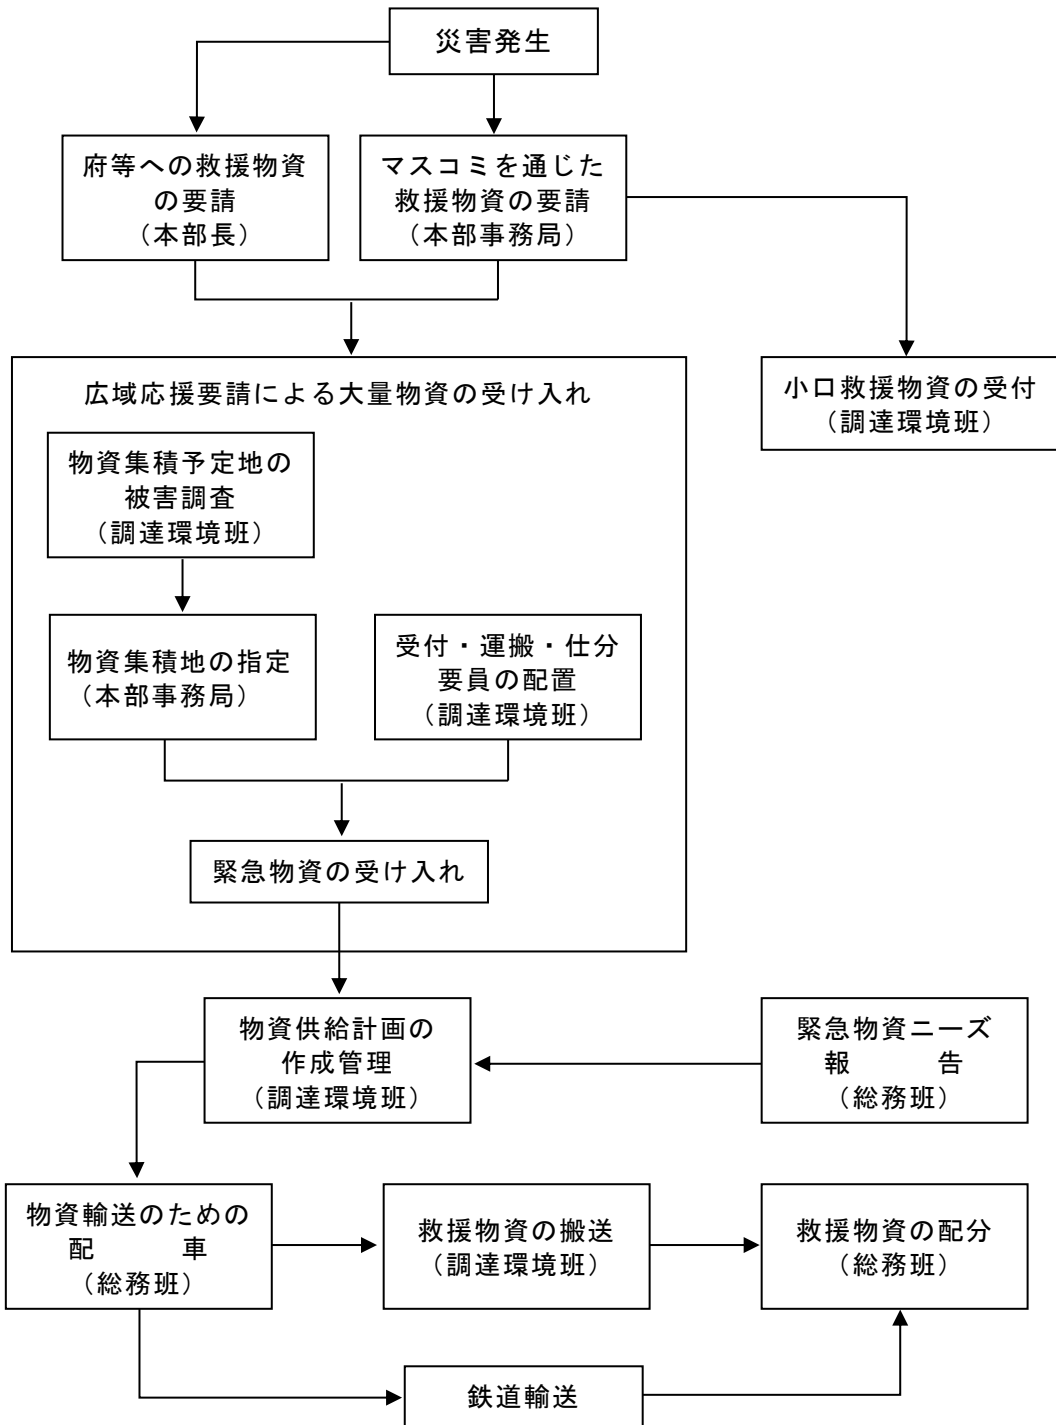 災害発生
府等への救援物資
の要請
(本部長)
マスコミを通じた
救援物資の要請
(本部事務局)
広域応援要請による大量物資の受け入れ
小口救援物資の受付
(調達環境班)
物資集積予定地の
被害調査
(調達環境班)
物資集積地の指定
(本部事務局)
受付・運搬・仕分
要員の配置
(調達環境班)
緊急物資の受け入れ
物資供給計画の
作成管理
(調達環境班)
緊急物資ニーズ
報　　　告
(総務班)
物資輸送のための
配　　　車
(総務班)
救援物資の搬送
(調達環境班)
救援物資の配分
(総務班)
鉄道輸送